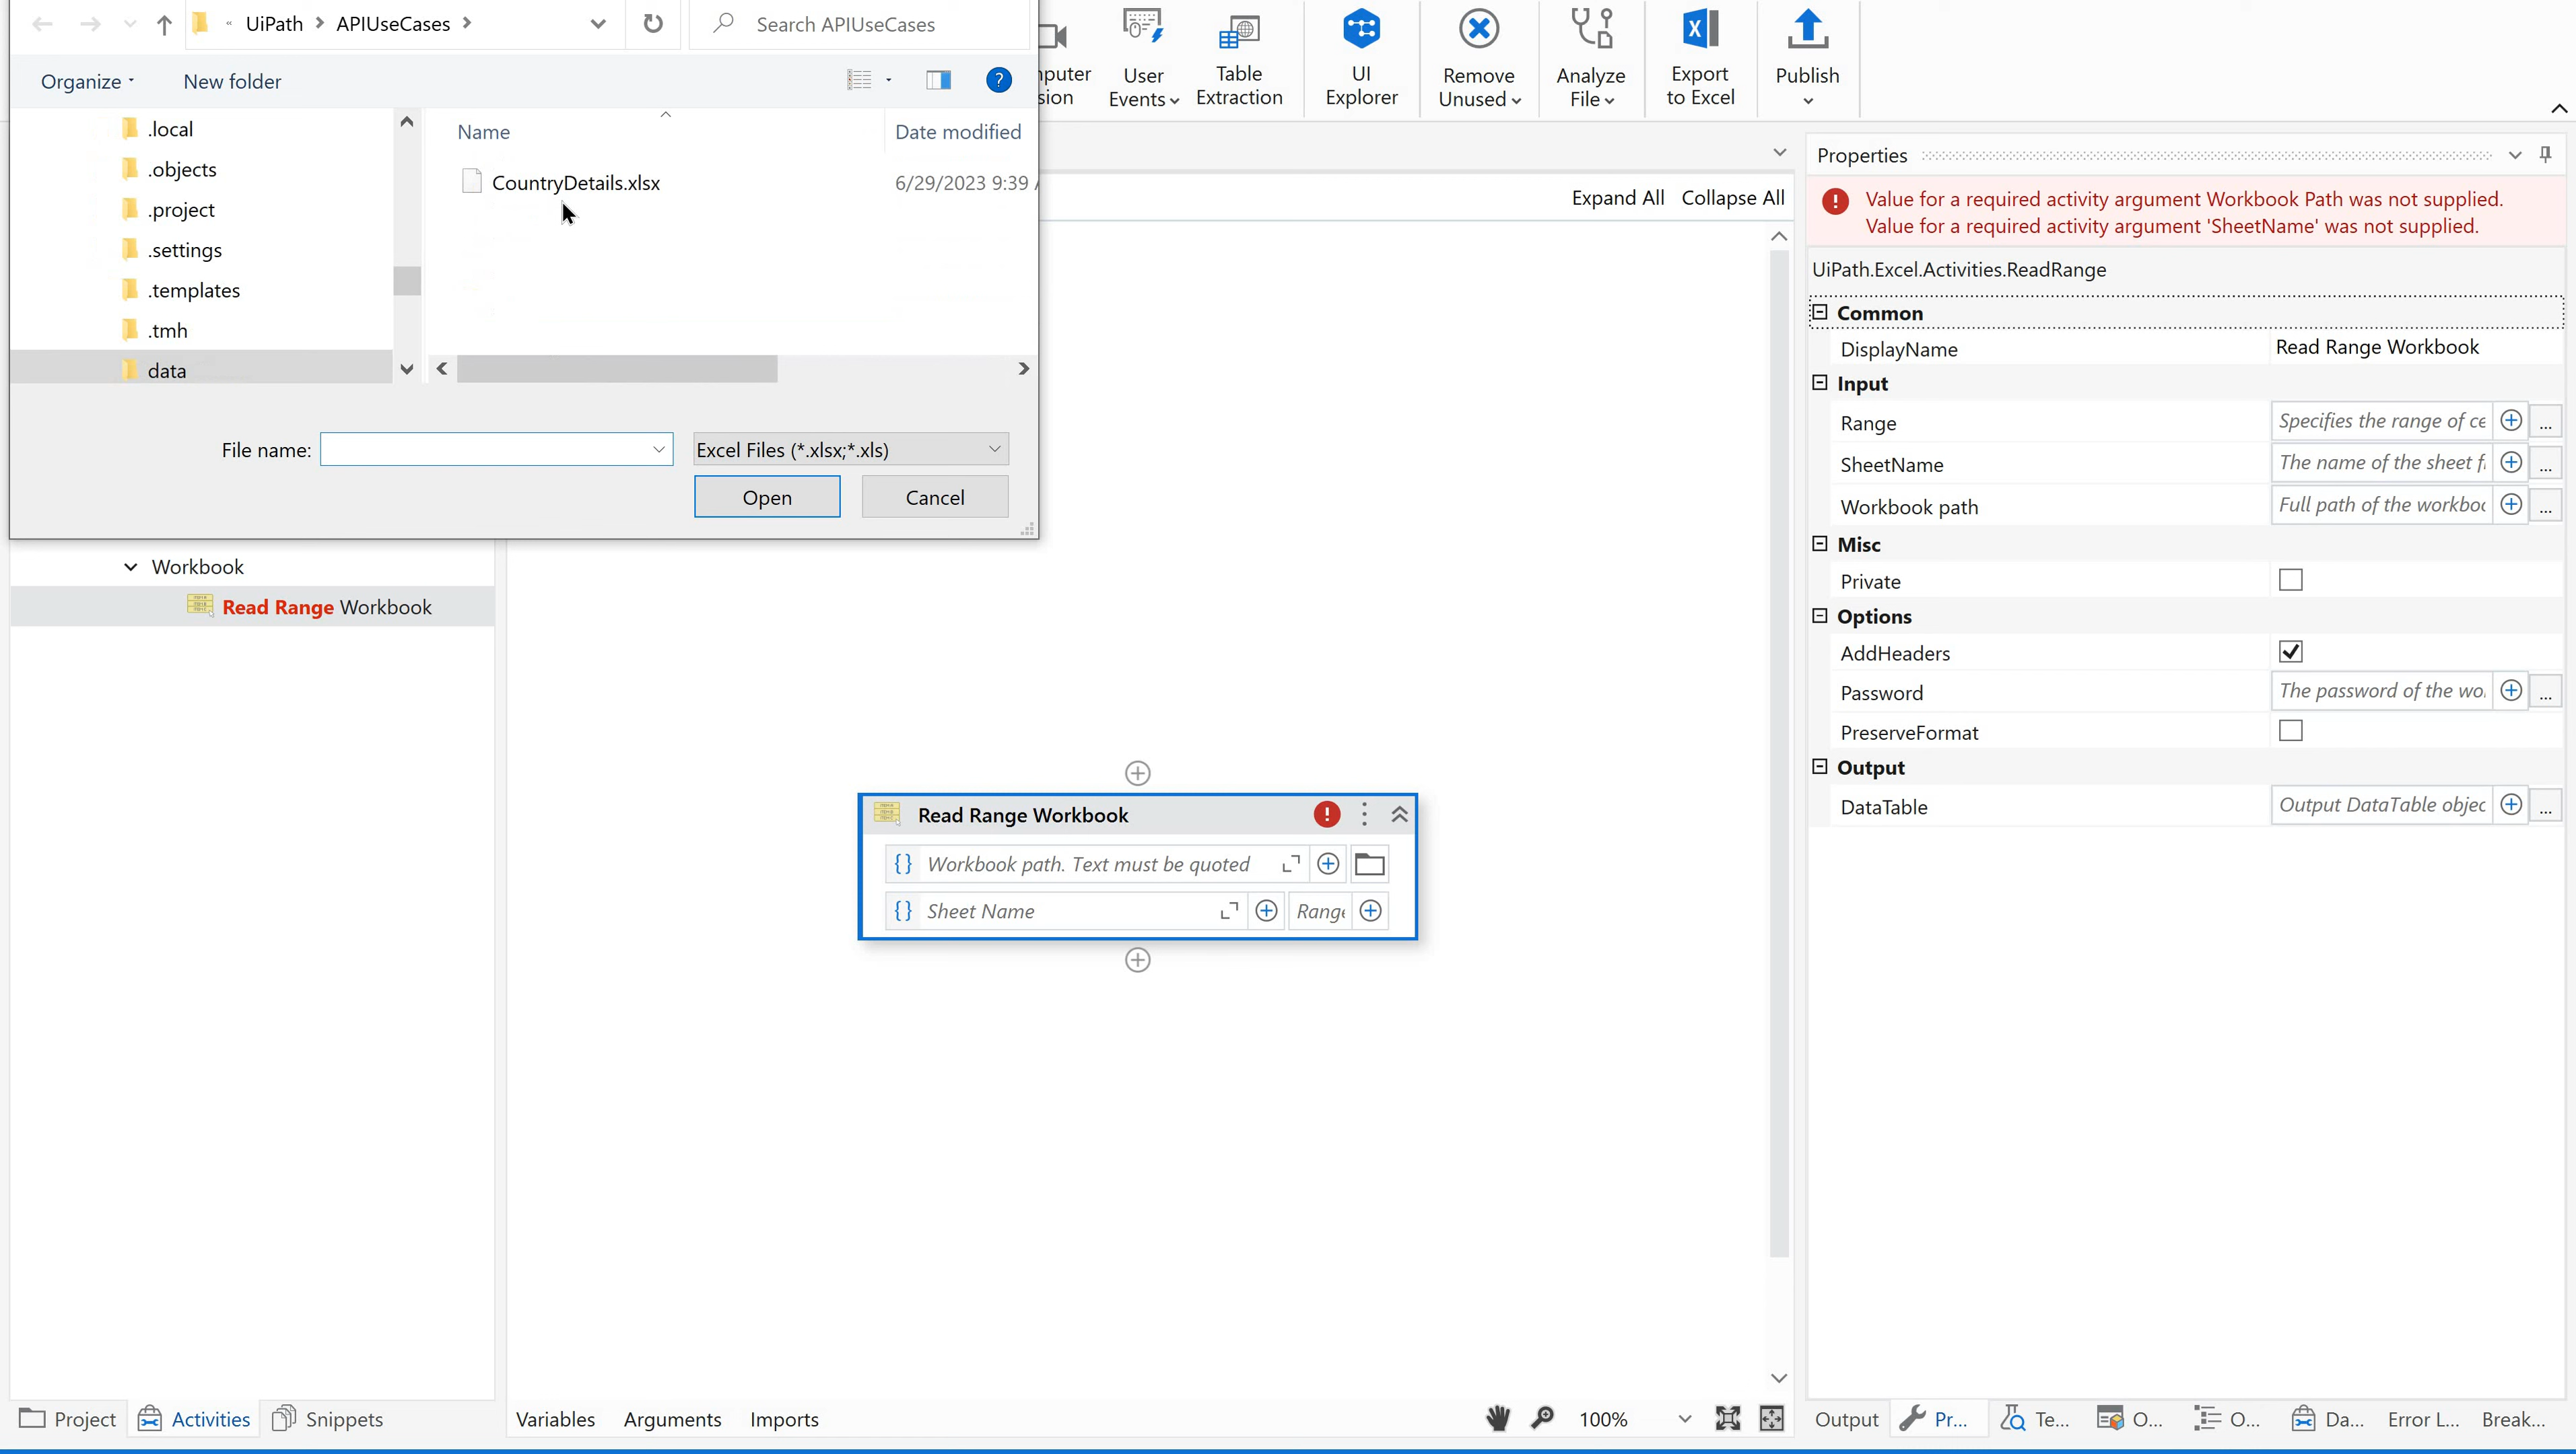 « UiPath > APIUseCases >
Search APIUseCases
Organize
New folder
?
.local
.objects
.project
.settings
.templates
.tmh
data
Name
Date modified
CountryDetails.xlsx
6/29/2023 9:39
File name:
Excel Files (*.xlsx;*.xls)
Open
Cancel
User
Events
Table
Extraction
UI
Explorer
Remove
Unused
Analyze
File
Export
to Excel
Publish
Expand All
Collapse All
Workbook
Read Range Workbook
Read Range Workbook
{} Workbook path. Text must be quoted
{} Sheet Name
Range
Properties
Value for a required activity argument Workbook Path was not supplied.
Value for a required activity argument 'SheetName' was not supplied.
UiPath.Excel.Activities.ReadRange
Common
DisplayName
Read Range Workbook
Input
Range
Specifies the range of ce
...
SheetName
The name of the sheet f
...
Workbook path
Full path of the workboo
...
Misc
Private
Options
AddHeaders
Password
The password of the wo
...
PreserveFormat
Output
DataTable
Output DataTable objec
...
Project
Activities
Snippets
Variables
Arguments
Imports
100%
Output
Pr...
Te...
O...
O...
Da...
Error L...
Break...